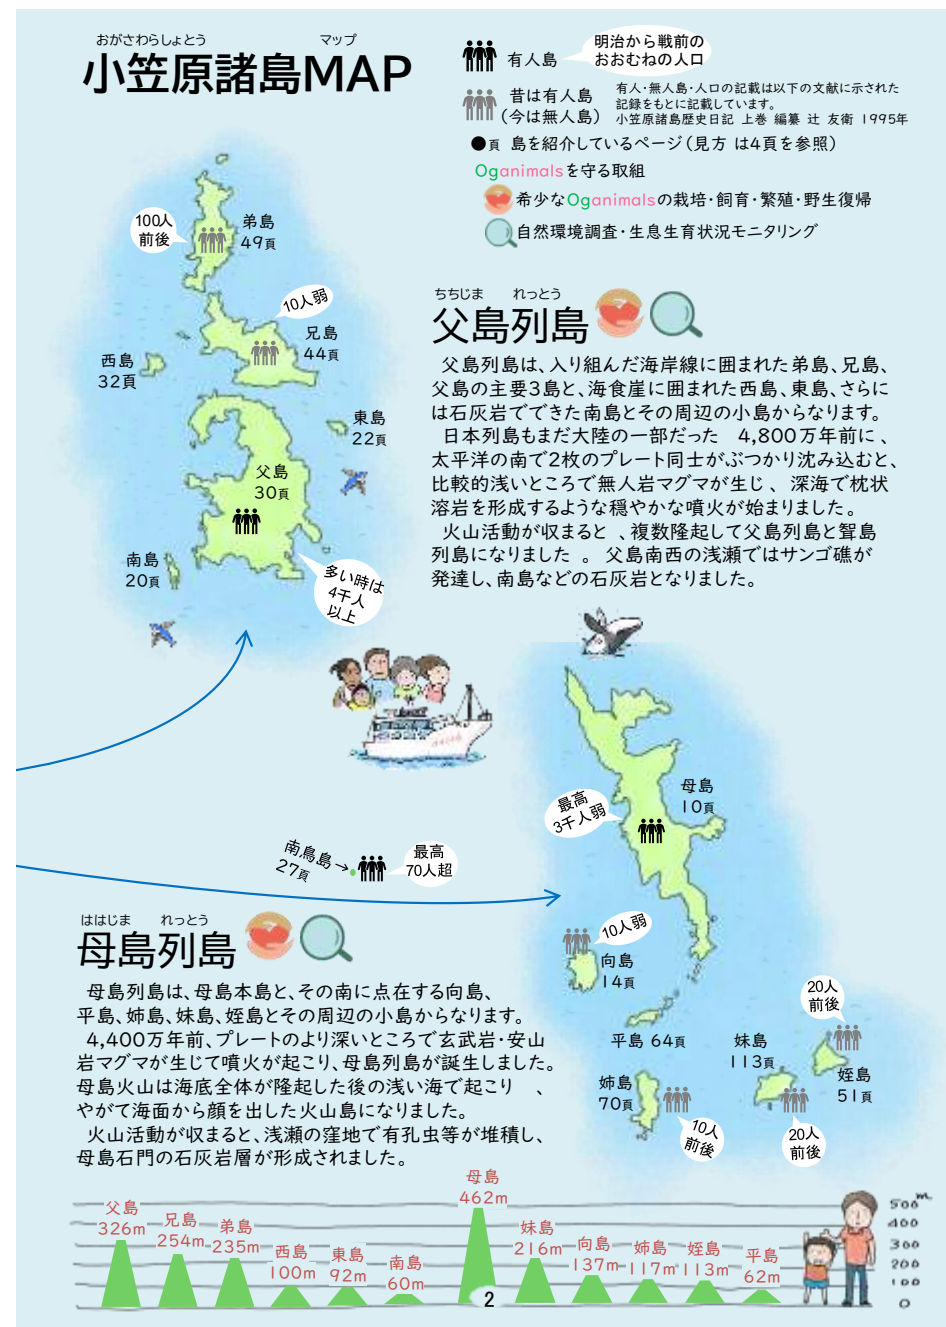 おがさわらしょとう マップ
小笠原諸島MAP
有人島
明治から戦前の
おおむねの人口
昔は有人島
(今は無人島)
有人・無人島・人口の記載は以下の文献に示された
記録をもとに記載しています。
小笠原諸島歴史日記 上巻 編纂 辻 友衛 1995年
●頁 島を紹介しているページ(見方 は4頁を参照)
Oganimalsを守る取組
希少なOganimalsの栽培・飼育・繁殖・野生復帰
自然環境調査・生息生育状況モニタリング
100人
前後
弟島
49頁
10人弱
兄島
44頁
西島
32頁
東島
22頁
父島
30頁
南島
20頁
多い時は
4千人
以上
ちちじま れっとう
父島列島
父島列島は、入り組んだ海岸線に囲まれた弟島、兄島、
父島の主要3島と、海食崖に囲まれた西島、東島、さらに
は石灰岩でできた南島とその周辺の小島からなります。
日本列島もまだ大陸の一部だった 4,800万年前に、
太平洋の南で2枚のプレート同士がぶつかり沈み込むと、
比較的浅いところで無人岩マグマが生じ、深海で枕状
溶岩を形成するような穏やかな噴火が始まりました。
火山活動が収まると 、複数隆起して父島列島と聟島
列島になりました 。 父島南西の浅瀬ではサンゴ礁が
発達し、南島などの石灰岩となりました。
母島
10頁
最高
3千人弱
南鳥島→
27頁
最高
70人超
ははじま れっとう
母島列島
母島列島は、母島本島と、その南に点在する向島、
平島、姉島、妹島、姪島とその周辺の小島からなります。
4,400万年前、プレートのより深いところで玄武岩・安山
岩マグマが生じて噴火が起こり、母島列島が誕生しました。
母島火山は海底全体が隆起した後の浅い海で起こり 、
やがて海面から顔を出した火山島になりました。
火山活動が収まると、浅瀬の窪地で有孔虫等が堆積し、
母島石門の石灰岩層が形成されました。
10人弱
向島
14頁
平島 64頁
姉島
70頁
10人
前後
妹島
113頁
20人
前後
20人
前後
姪島
51頁
父島
326m
兄島
254m
弟島
235m
西島
100m
東島
92m
南島
60m
母島
462m
妹島
216m
向島
137m
姉島
117m
姪島
113m
平島
62m
500m
400
300
200
100
0
2